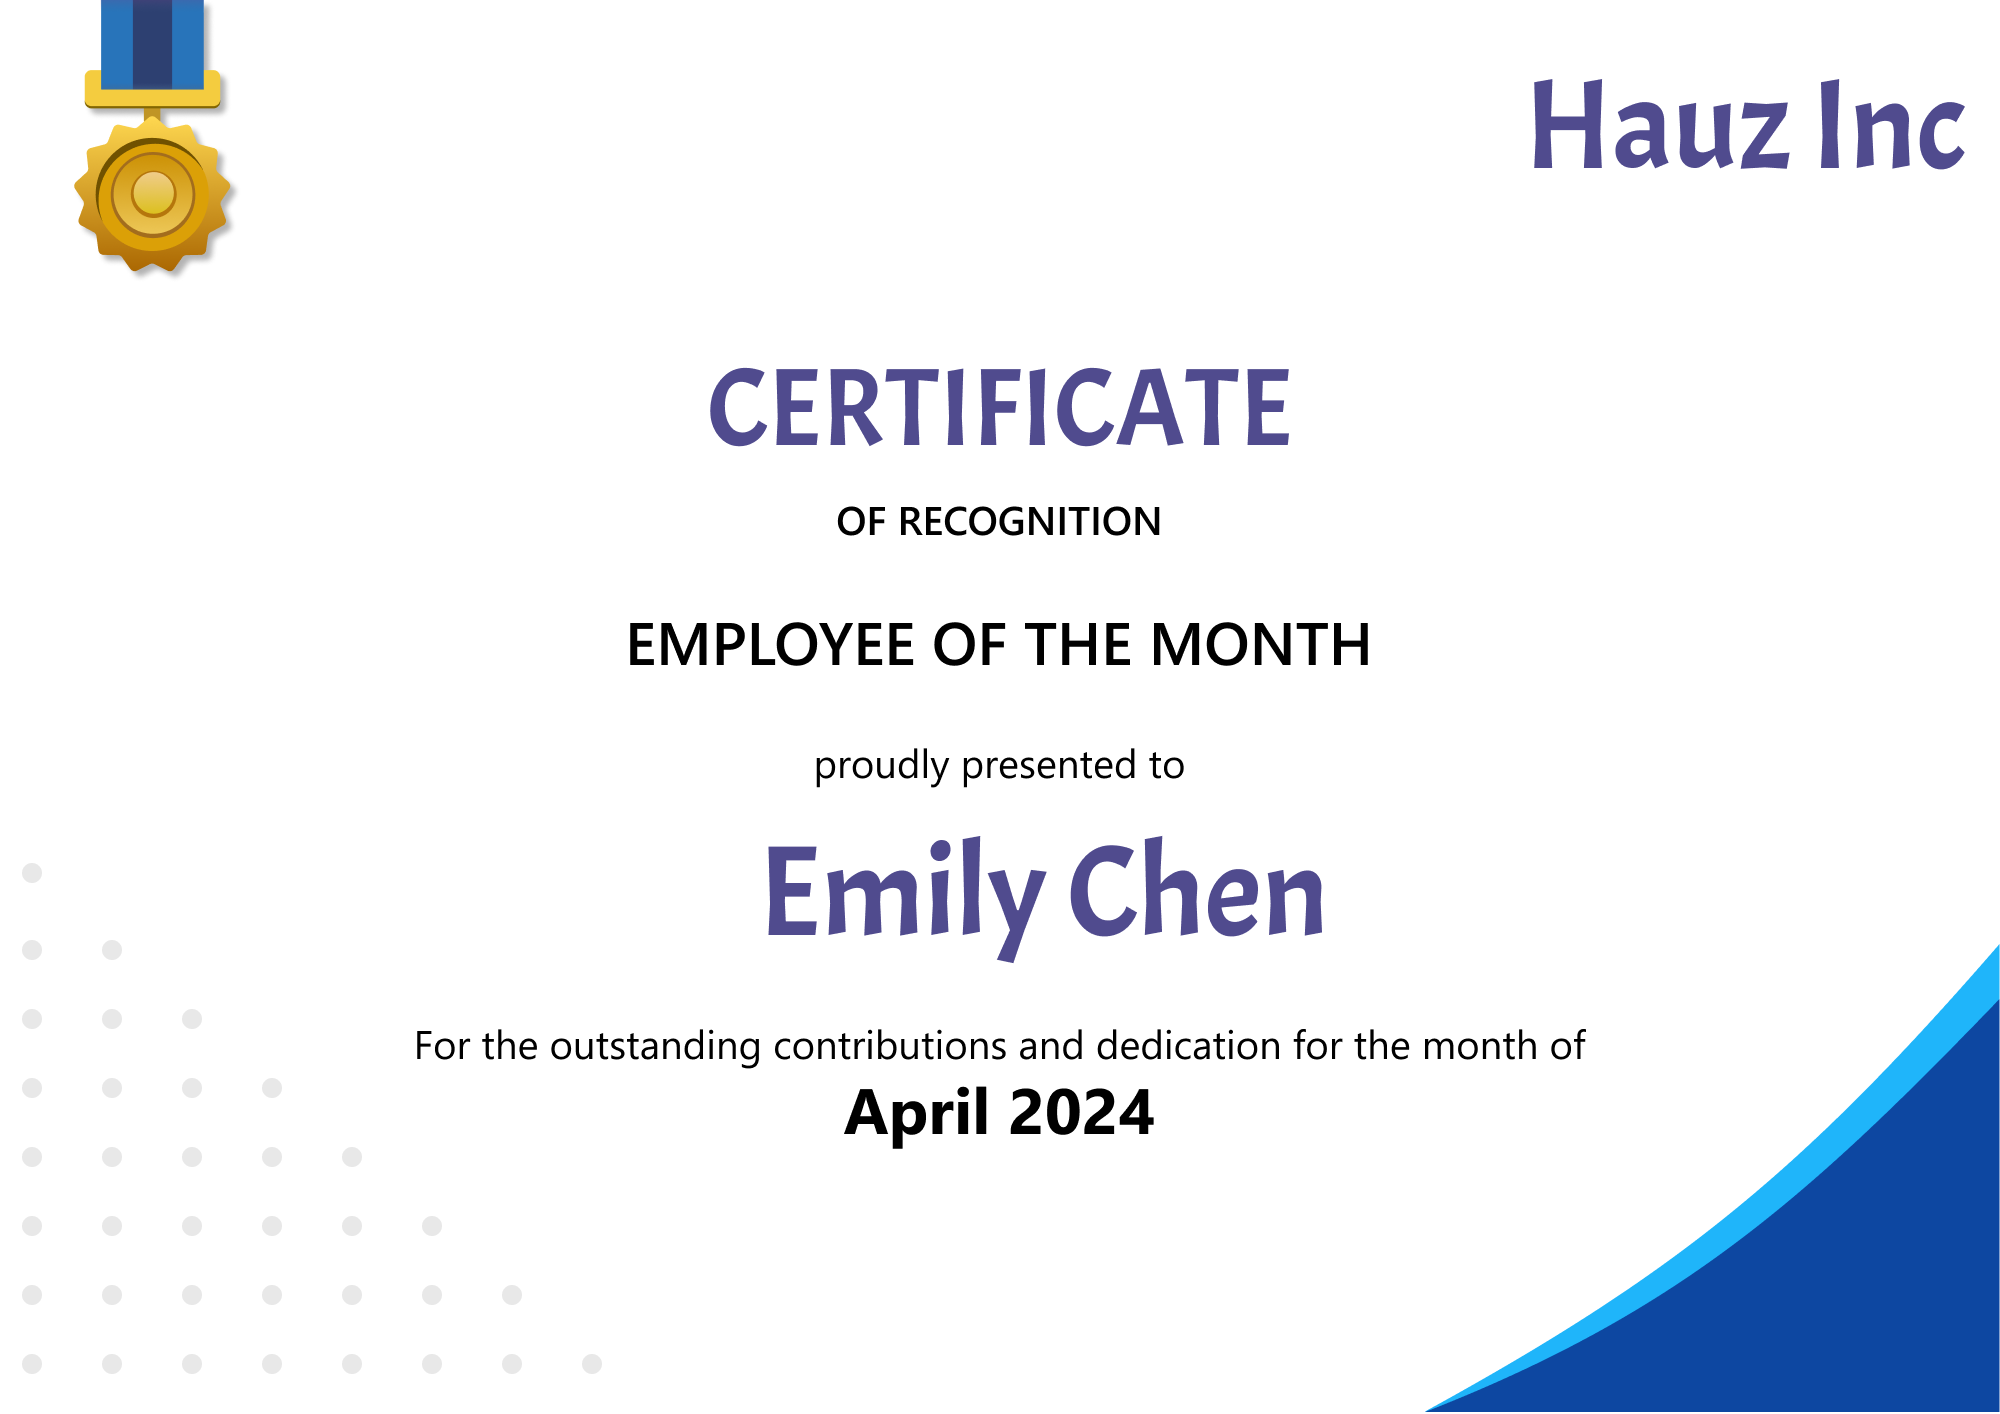 Hauz Inc
CERTIFICATE
OF RECOGNITION
EMPLOYEE OF THE MONTH
proudly presented to
Emily Chen
For the outstanding contributions and dedication for the month of
April 2024